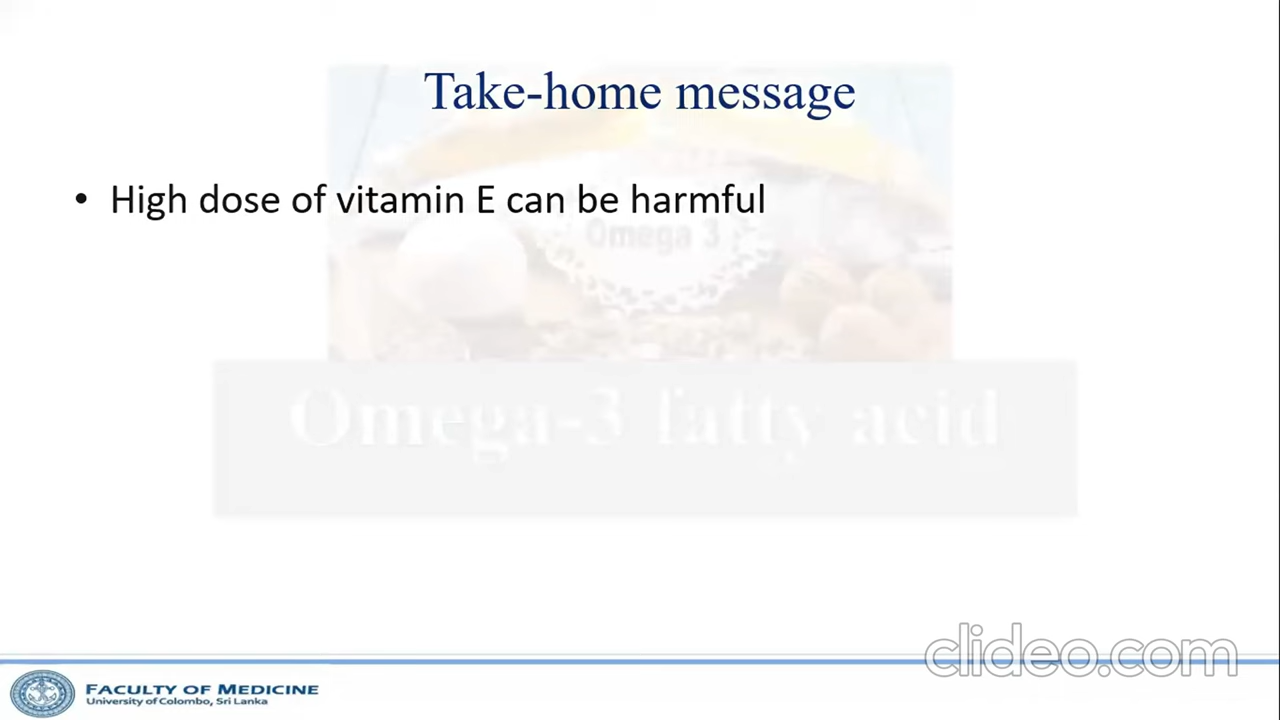 Take-home message
• High dose of vitamin E can be harmful
Omega 3
Omega-3 fatty acid
clideo.com
FACULTY OF MEDICINE
University of Colombo, Sri Lanka